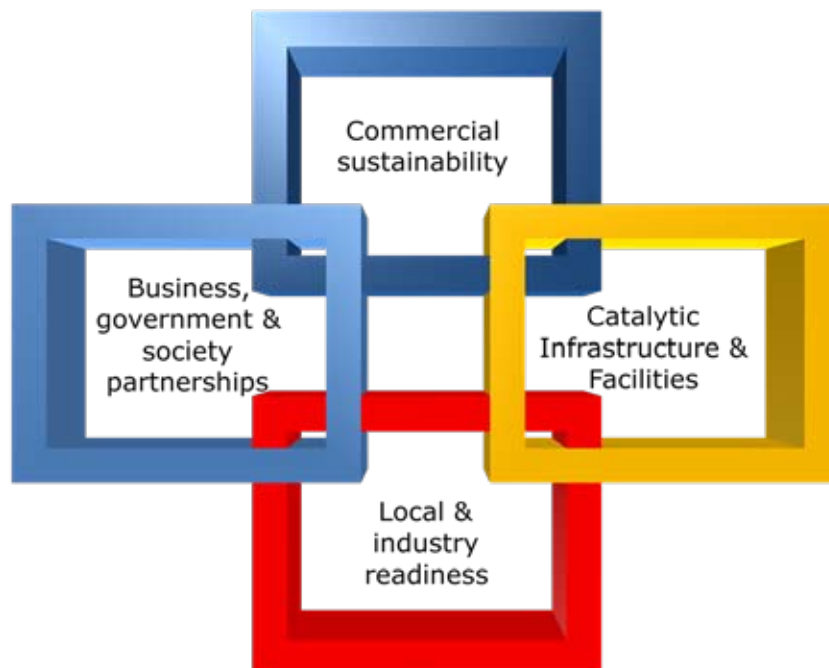 Commercial
sustainability
Business,
government &
society
partnerships
Catalytic
Infrastructure &
Facilities
Local &
industry
readiness